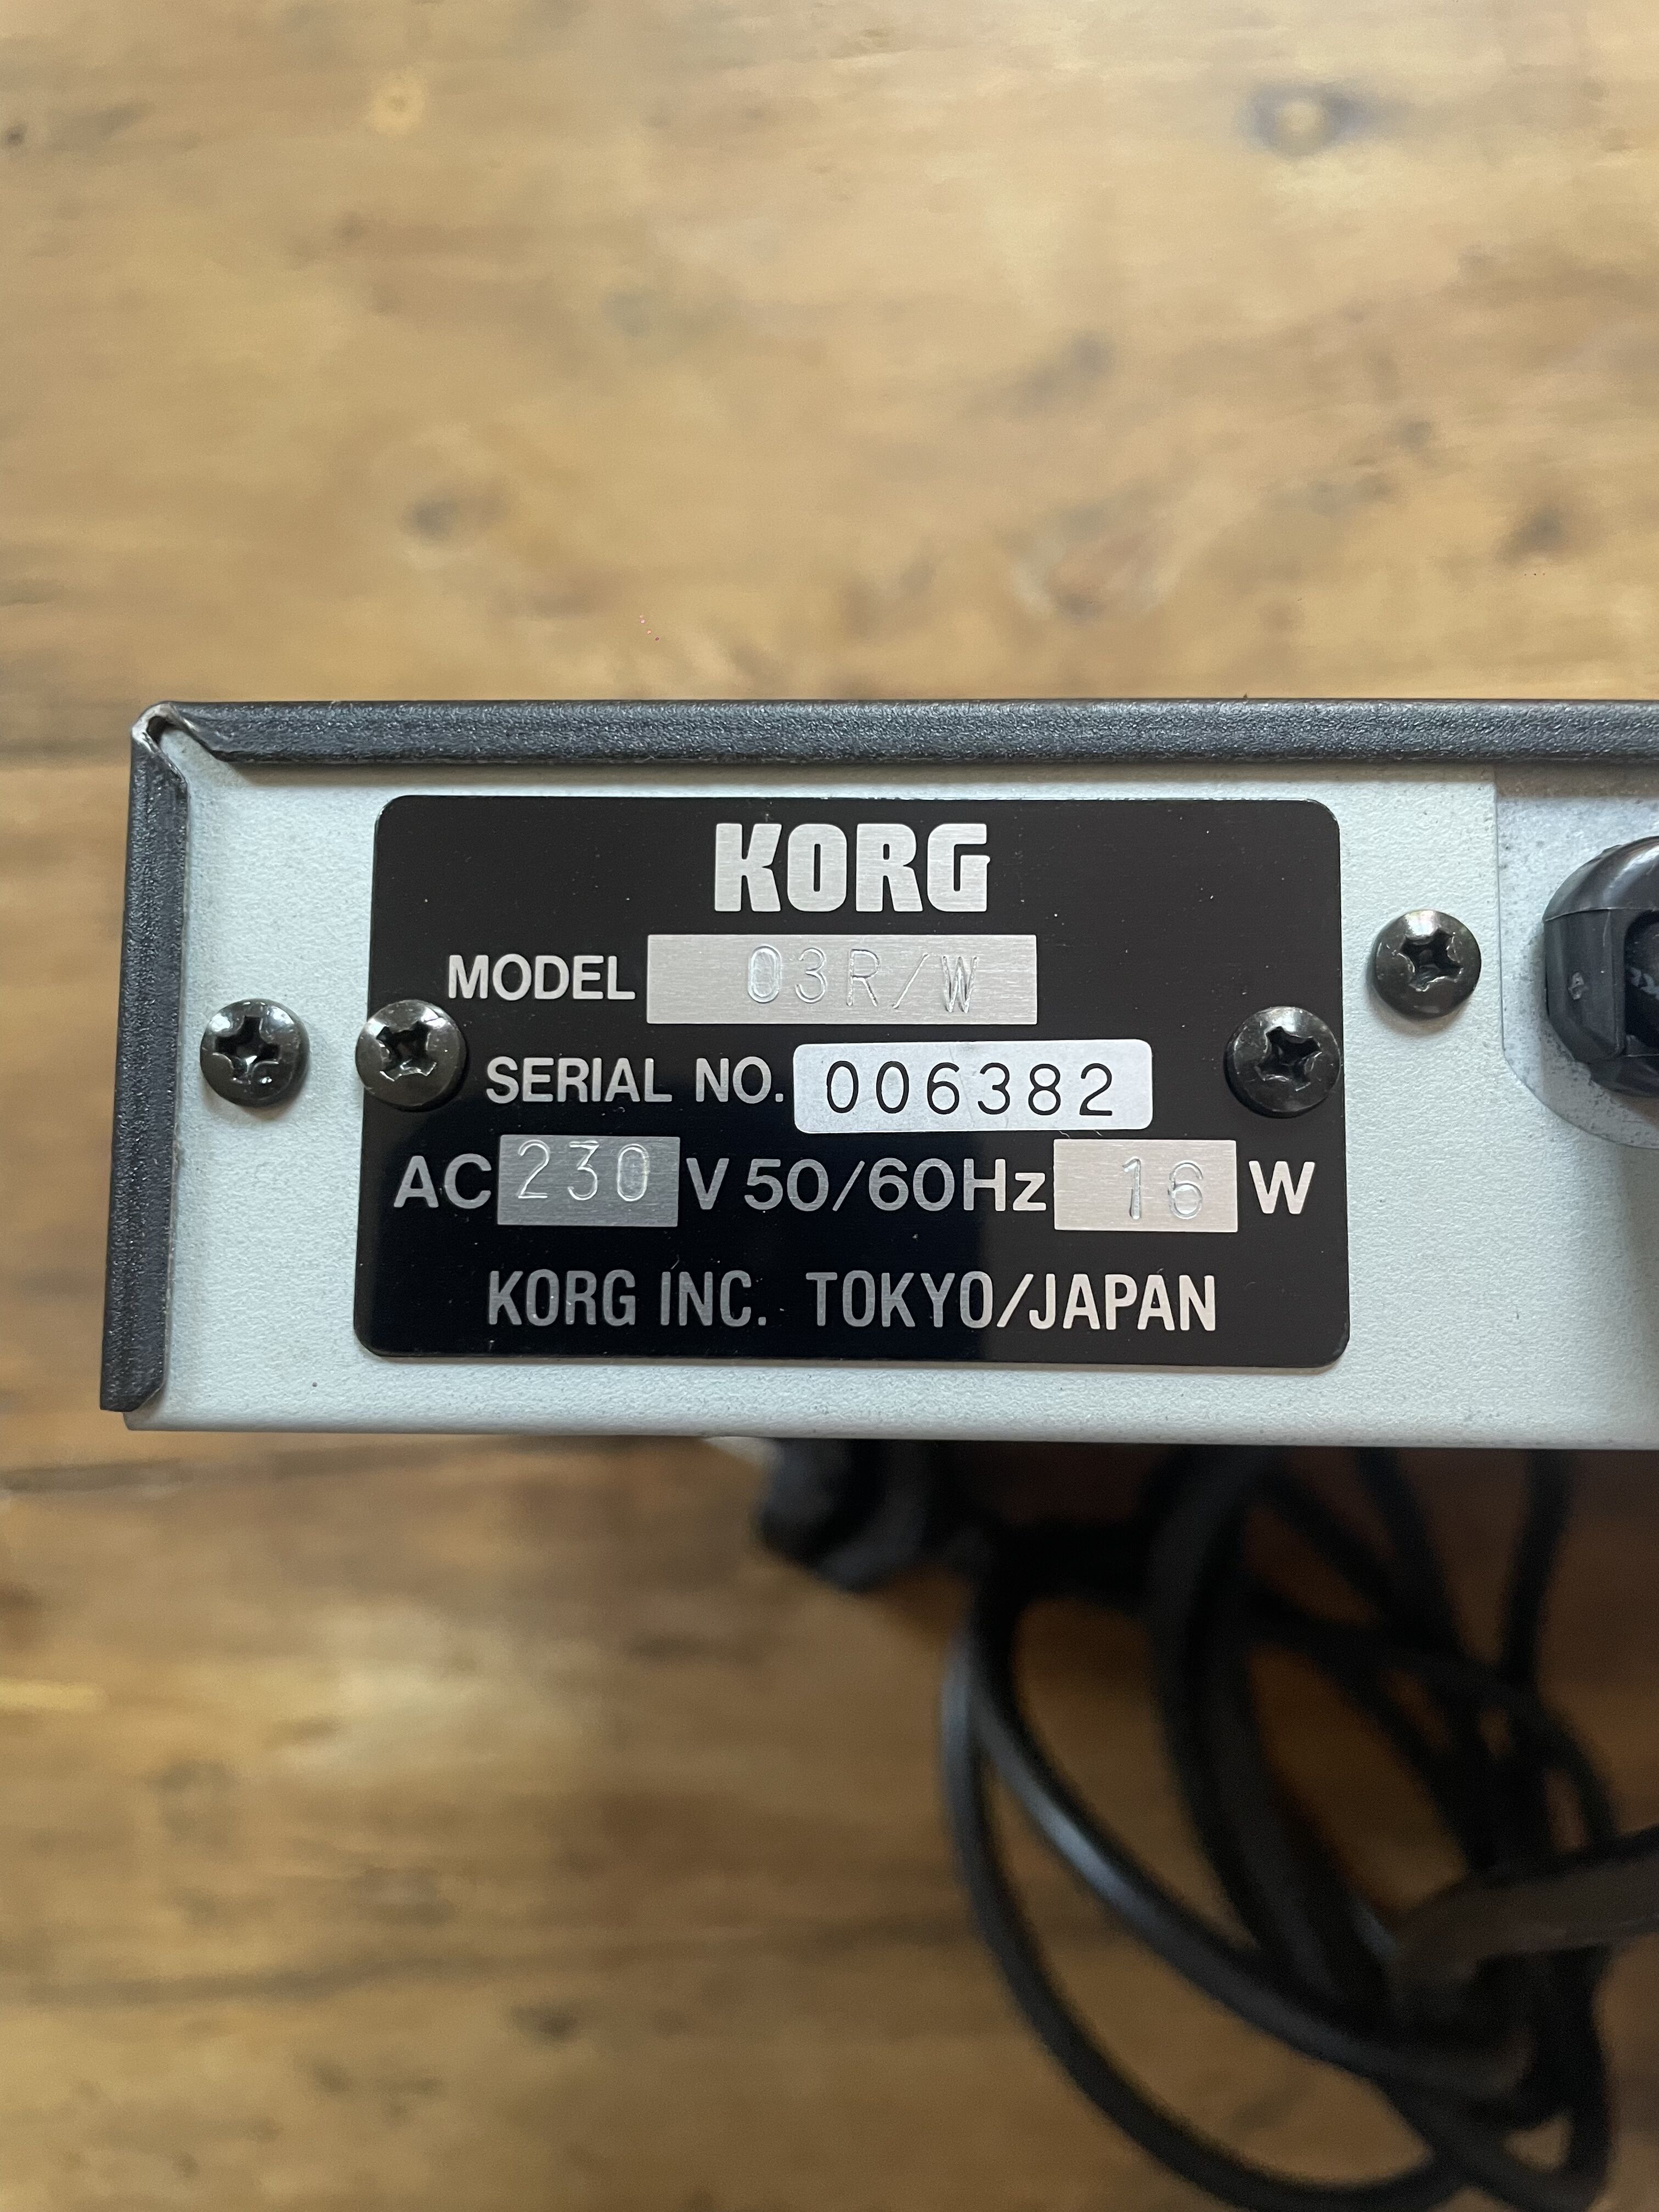 KORG
MODEL 03R/W
SERIAL NO. 006382
AC 230 V 50/60Hz 16 W
KORG INC. TOKYO/JAPAN